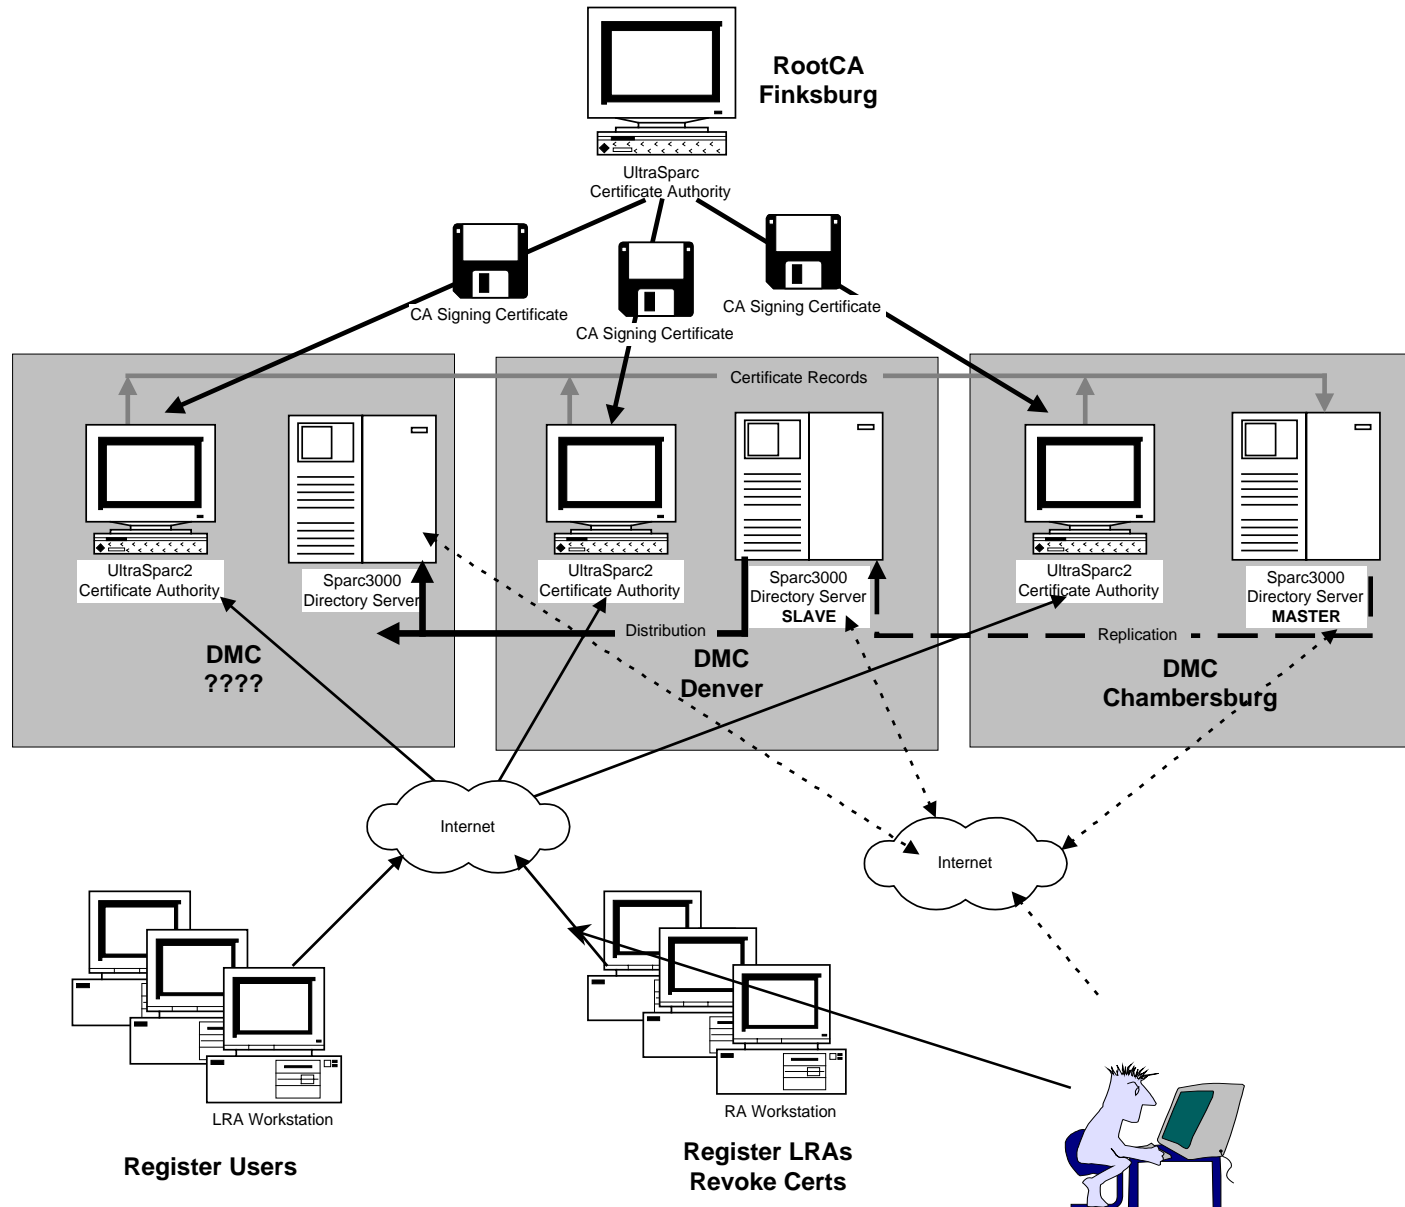 RootCA
Finksburg
UltraSparc
Certificate Authority
CA Signing Certificate
CA Signing Certificate
CA Signing Certificate
Certificate Records
UltraSparc2
Certificate Authority
Sparc3000
Directory Server
UltraSparc2
Certificate Authority
Sparc3000
Directory Server
SLAVE
UltraSparc2
Certificate Authority
Sparc3000
Directory Server
MASTER
Distribution
Replication
DMC
????
DMC
Denver
DMC
Chambersburg
Internet
Internet
LRA Workstation
RA Workstation
Register Users
Register LRAs
Revoke Certs